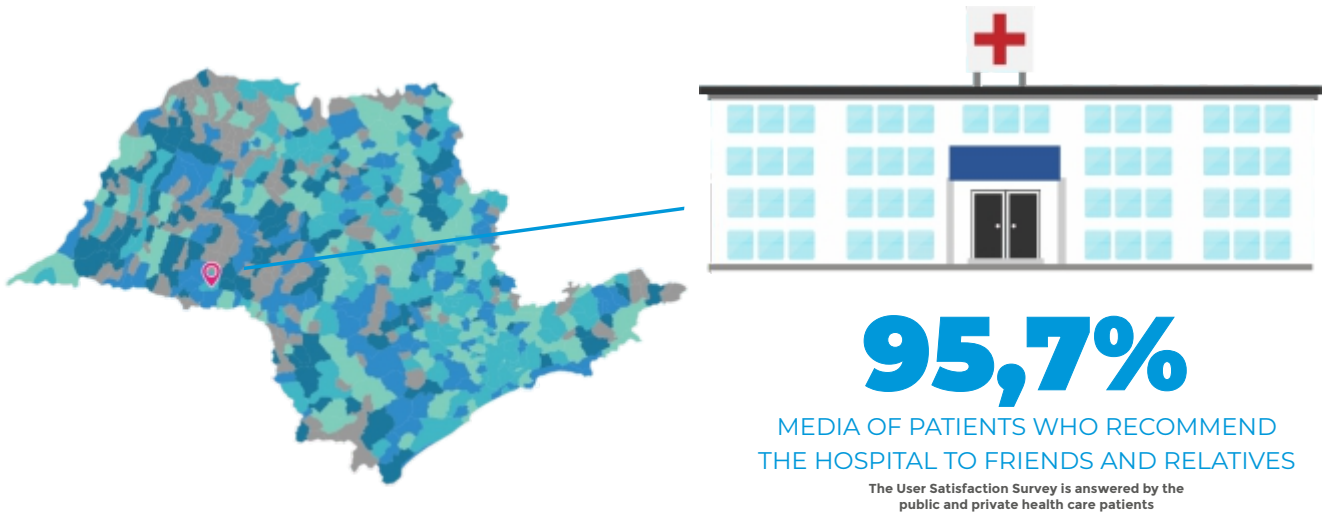 95,7%
MEDIA OF PATIENTS WHO RECOMMEND
THE HOSPITAL TO FRIENDS AND RELATIVES
The User Satisfaction Survey is answered by the
public and private health care patients